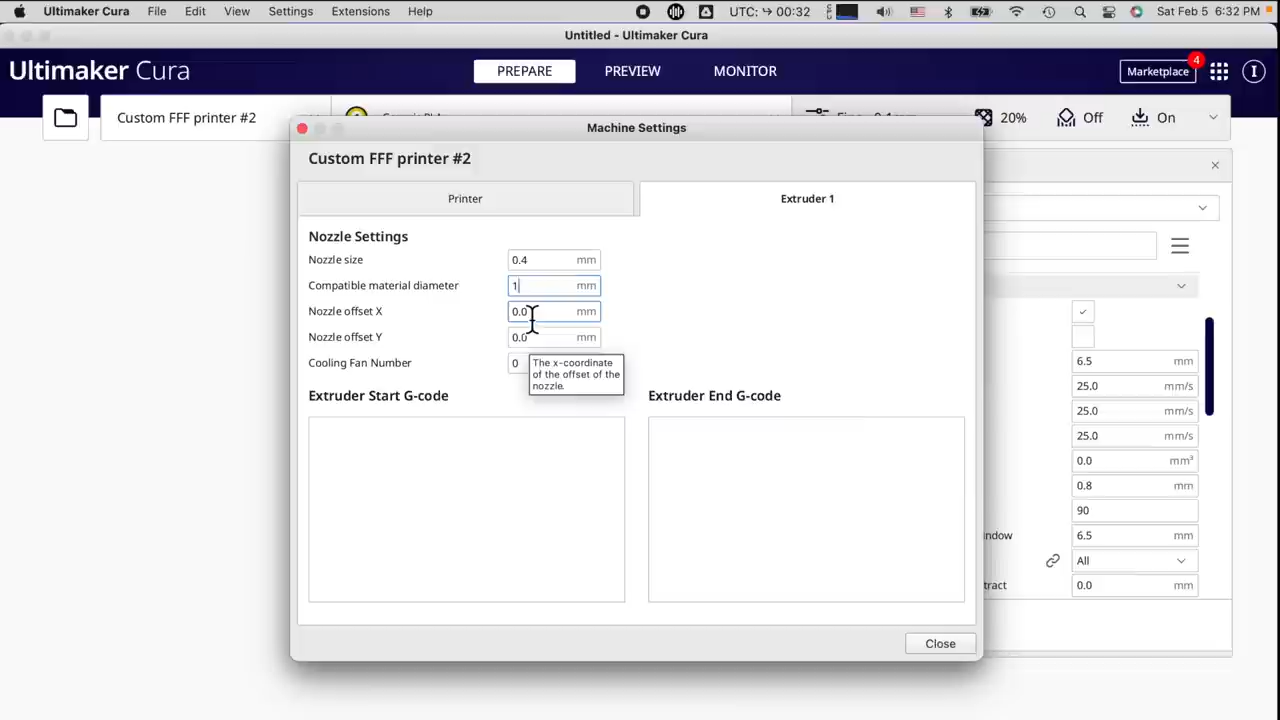 Ultimaker Cura File Edit View Settings Extensions Help UTC: ↪ 00:32 Sat Feb 5 6:32 PM
Untitled - Ultimaker Cura
Ultimaker Cura PREPARE PREVIEW MONITOR Marketplace 4 I
Custom FFF printer #2 20% Off On
Machine Settings
Custom FFF printer #2
Printer Extruder 1
Nozzle Settings
Nozzle size 0.4 mm
Compatible material diameter 1 mm
Nozzle offset X 0.0 mm
Nozzle offset Y 0.0 mm
Cooling Fan Number 0
The x-coordinate
of the offset of the
nozzle.
Extruder Start G-code Extruder End G-code
Close
6.5 mm
25.0 mm/s
25.0 mm/s
25.0 mm/s
0.0 mm³
0.8 mm
90
indow 6.5 mm
All
tract 0.0 mm